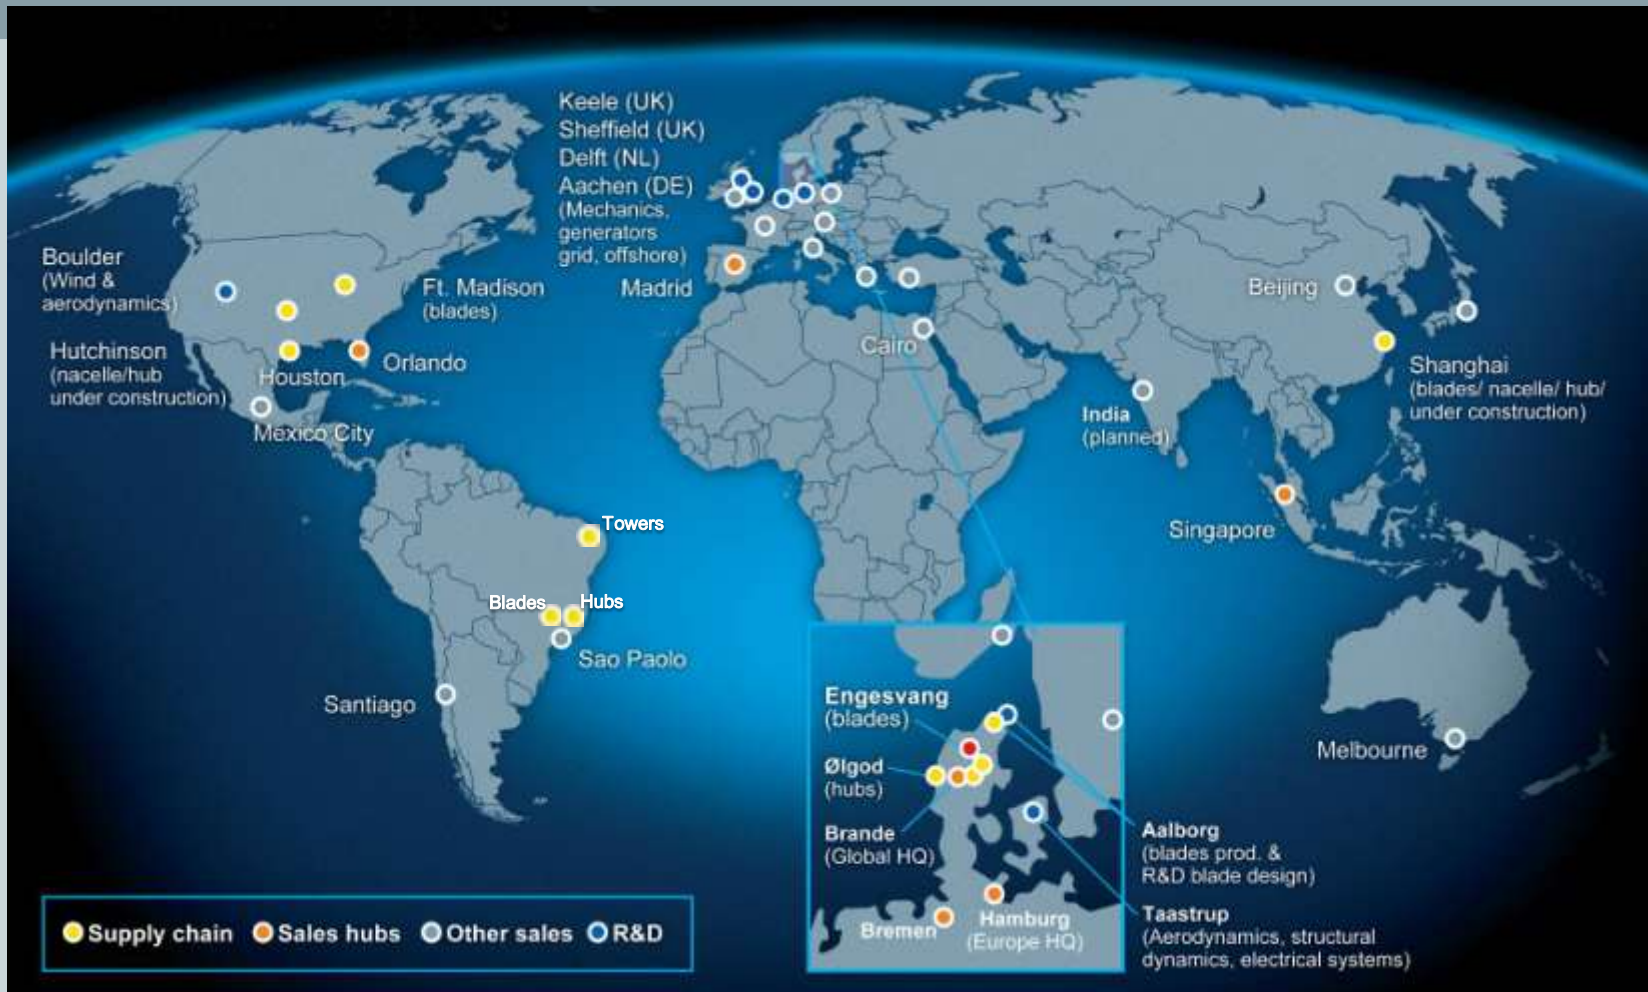 Keele (UK)
Sheffield (UK)
Delft (NL)
Aachen (DE)
(Mechanics,
generators
grid, offshore)
Madrid
Boulder
(Wind &
aerodynamics)
Ft. Madison
(blades)
Hutchinson
(nacelle/hub
under construction)
Houston
Orlando
Mexico City
Cairo
Beijing
Shanghai
(blades/ nacelle/ hub/
under construction)
India
(planned)
Singapore
Towers
Blades
Hubs
Sao Paolo
Santiago
Melbourne
Engesvang
(blades)
Ølgod
(hubs)
Brande
(Global HQ)
Bremen
Hamburg
(Europe HQ)
Aalborg
(blades prod. &
R&D blade design)
Taastrup
(Aerodynamics, structural
dynamics, electrical systems)
Supply chain Sales hubs Other sales R&D